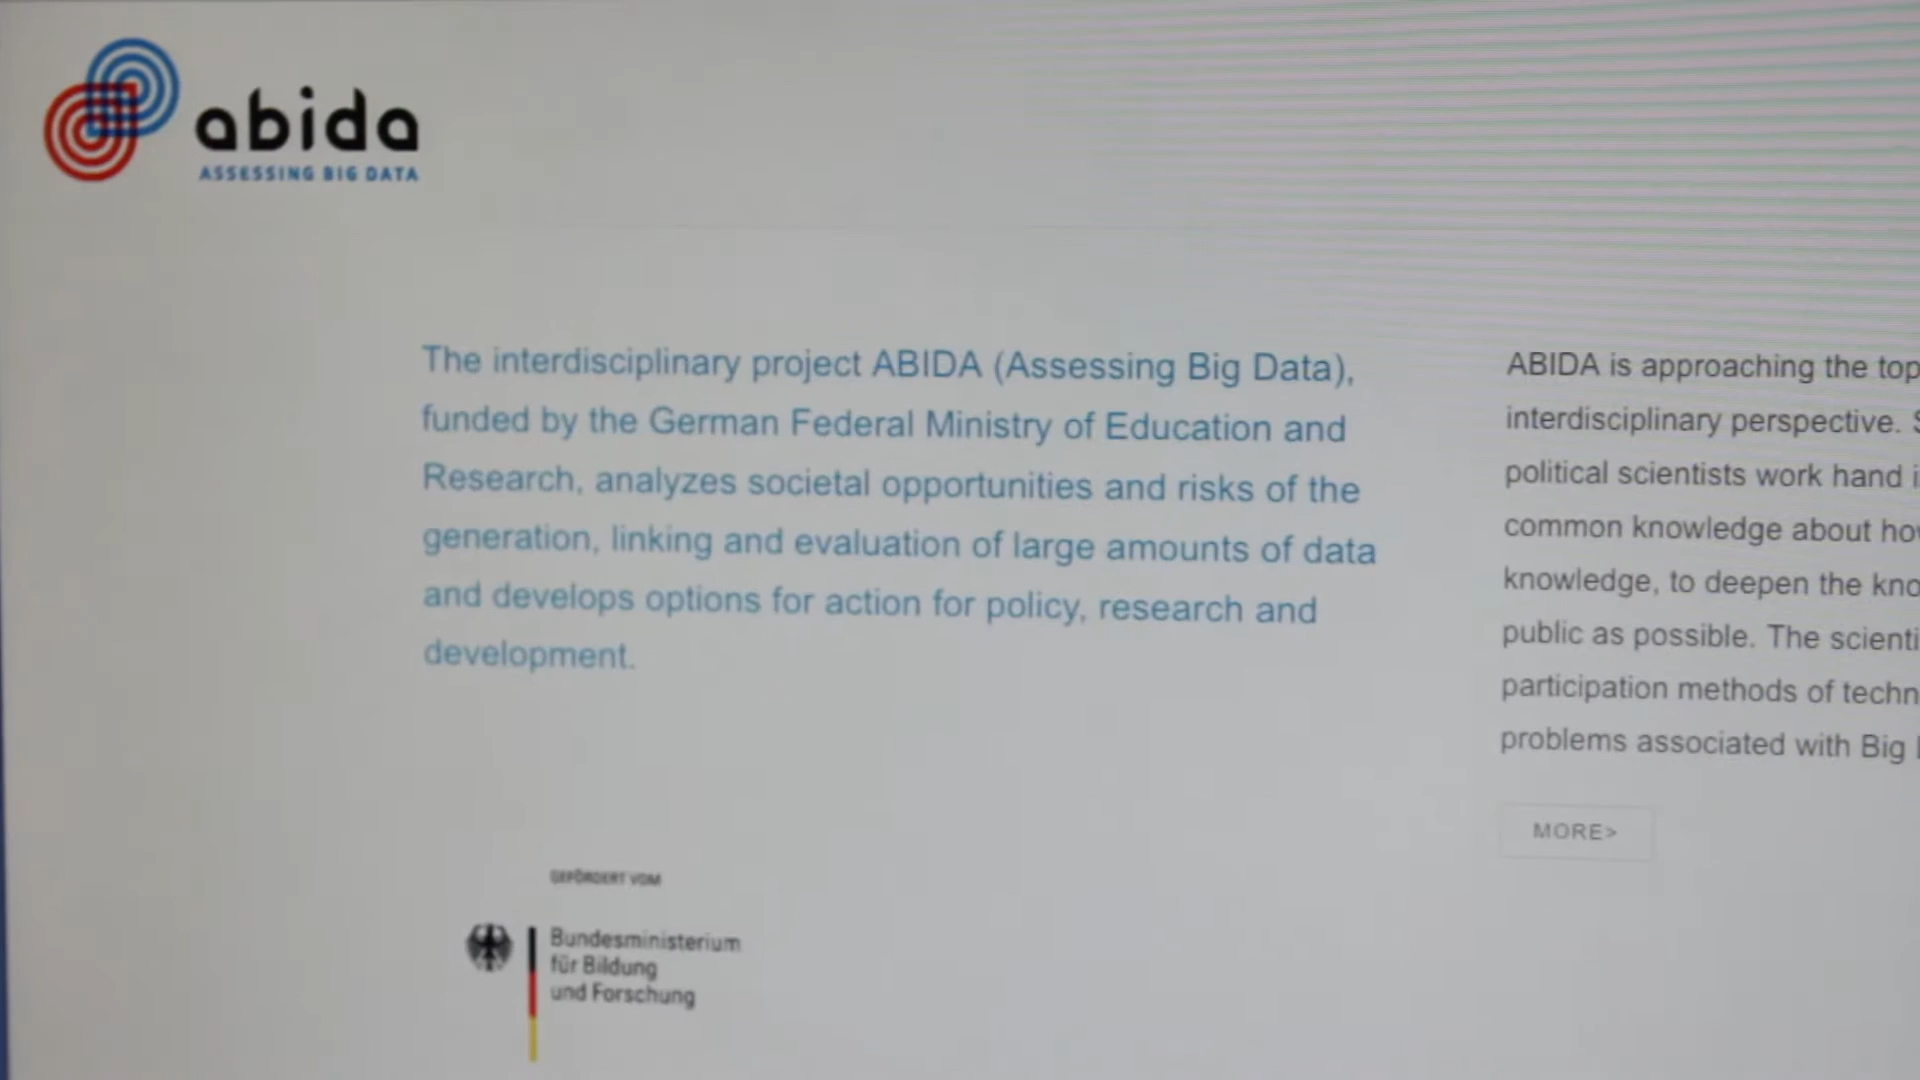 abida
ASSESSING BIG DATA
The interdisciplinary project ABIDA (Assessing Big Data),
funded by the German Federal Ministry of Education and
Research, analyzes societal opportunities and risks of the
generation, linking and evaluation of large amounts of data
and develops options for action for policy, research and
development.
ABIDA is approaching the top
interdisciplinary perspective. S
political scientists work hand i
common knowledge about how
knowledge, to deepen the kno
public as possible. The scienti
participation methods of techn
problems associated with Big
MORE>
GEFÖRDERT VOM
Bundesministerium
für Bildung
und Forschung